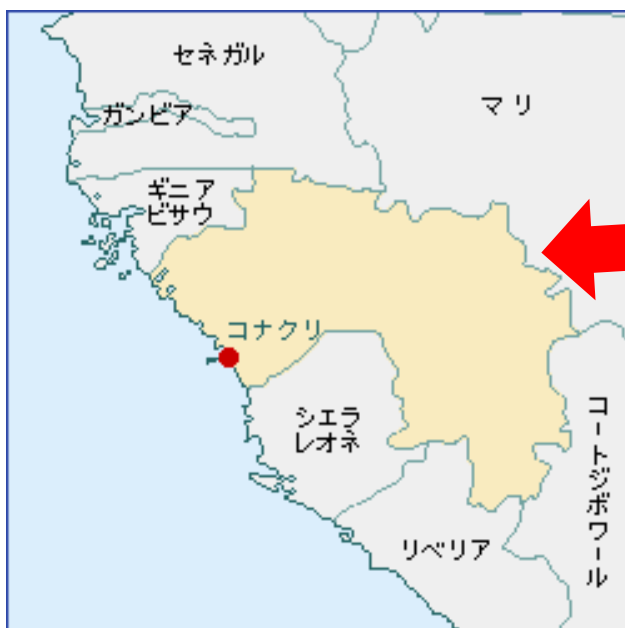 セネガル
マリ
ガンビア
ギニア
ビサウ
コナクリ
シエラ
レオネ
コートジボワール
リベリア